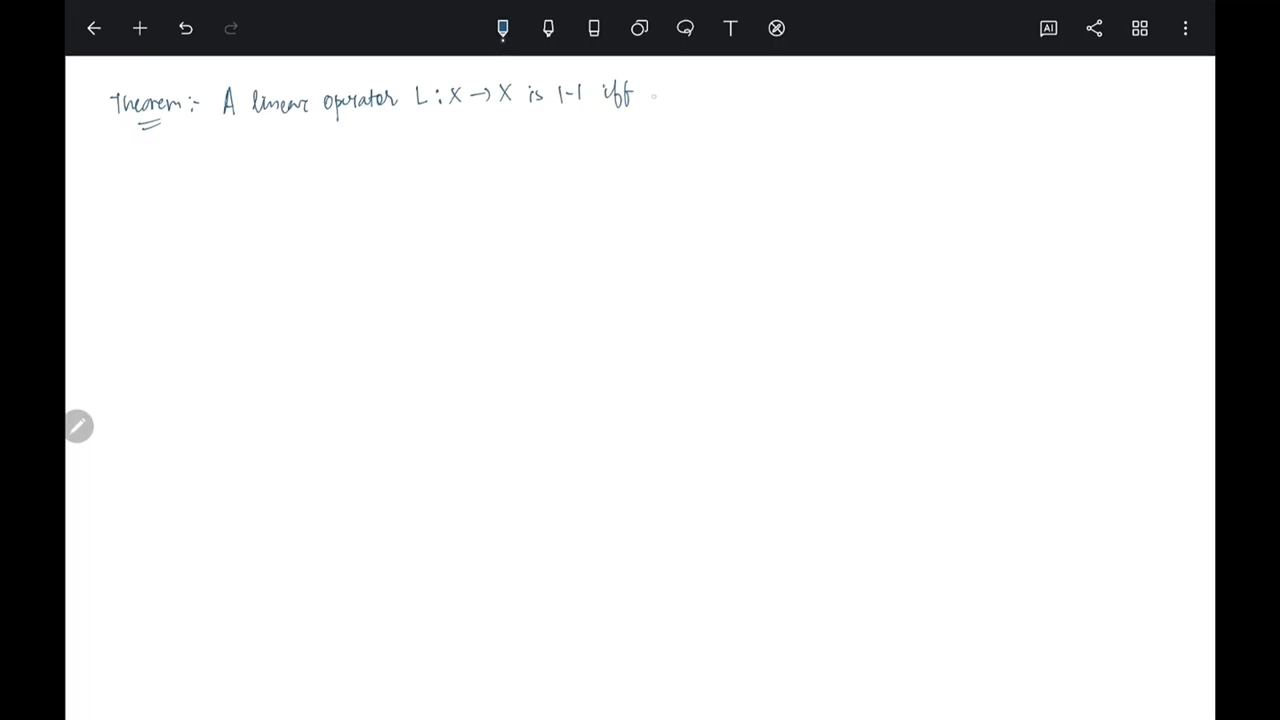 Theorem :- A linear operator L : X → X is 1-1 iff